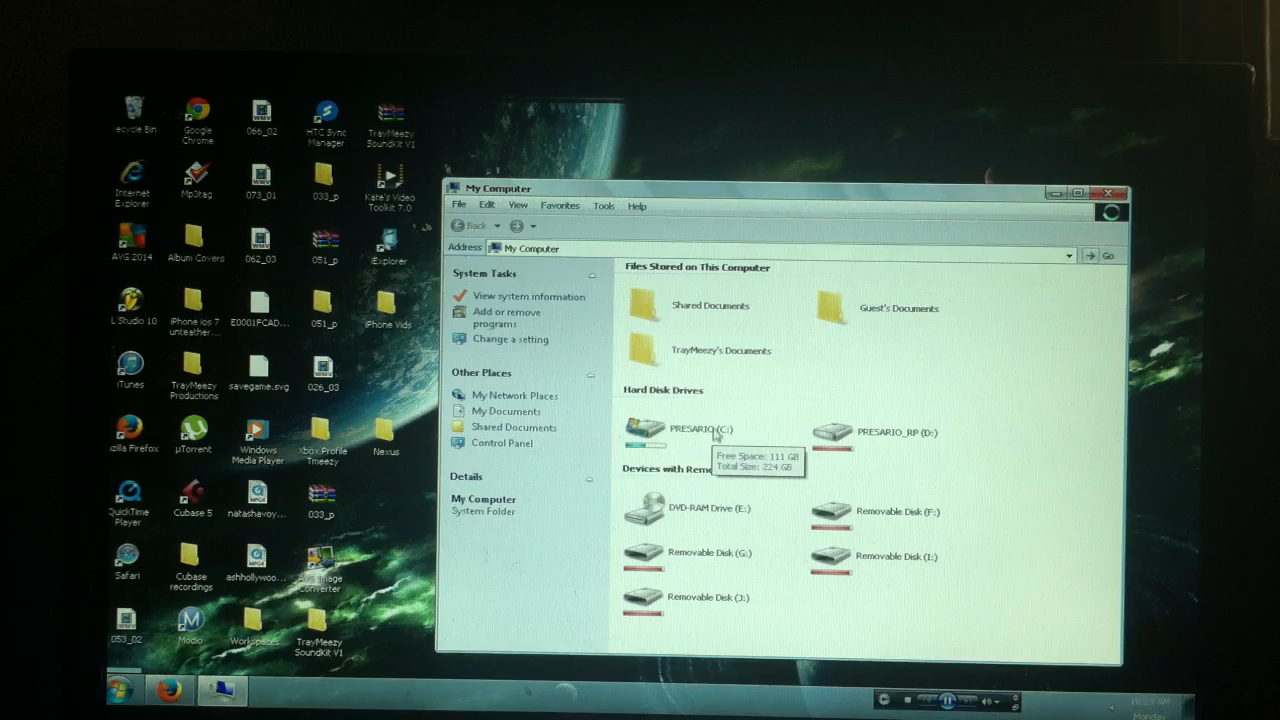 ecycle Bin
Google
Chrome
066_02
HTC Sync
Manager
TrayMeezy
SoundKit V1
Internet
Explorer
Mp3tag
073_01
033_p
Kate's Video
Toolkit 7.0
AVG 2014
Album Covers
062_03
051_p
iExplorer
L Studio 10
iPhone ios 7
unteather...
E0001FCAD...
051_p
iPhone Vids
iTunes
TrayMeezy
Productions
savegame.svg
026_03
zilla Firefox
µTorrent
Windows
Media Player
Xbox Profile
Tmeezy
Nexus
QuickTime
Player
Cubase 5
natashavoy...
033_p
Safari
Cubase
recordings
ashhollywoo...
AVS Image
Converter
053_02
Modio
Workspaces
TrayMeezy
SoundKit V1
My Computer
File Edit View Favorites Tools Help
Back
Address My Computer Go
System Tasks
View system information
Add or remove
programs
Change a setting
Other Places
My Network Places
My Documents
Shared Documents
Control Panel
Details
My Computer
System Folder
Files Stored on This Computer
Shared Documents
Guest's Documents
TrayMeezy's Documents
Hard Disk Drives
PRESARIO (C:)
PRESARIO_RP (D:)
Free Space: 111 GB
Total Size: 224 GB
Devices with Remo
DVD-RAM Drive (E:)
Removable Disk (F:)
Removable Disk (G:)
Removable Disk (I:)
Removable Disk (J:)
Monday